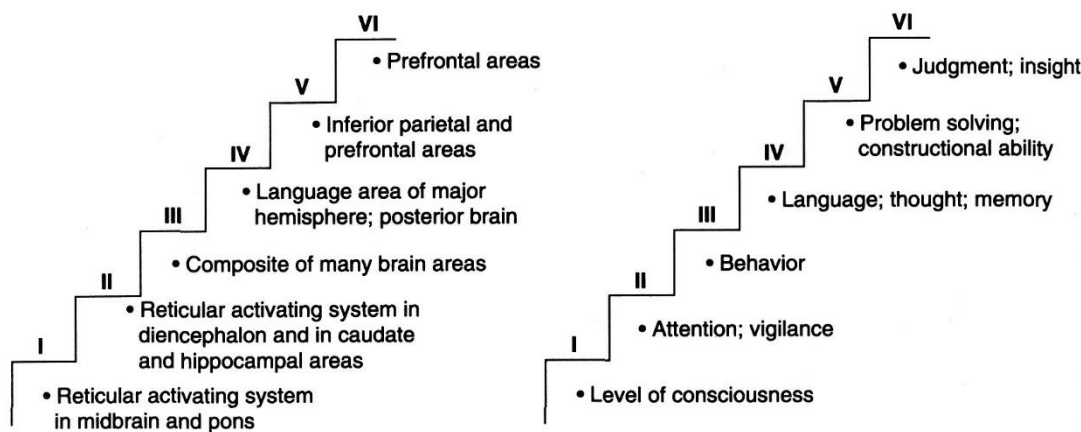 VI
• Prefrontal areas
V
• Inferior parietal and
prefrontal areas
IV
• Language area of major
hemisphere; posterior brain
III
• Composite of many brain areas
II
• Reticular activating system in
diencephalon and in caudate
and hippocampal areas
I
• Reticular activating system
in midbrain and pons
VI
• Judgment; insight
V
• Problem solving;
constructional ability
IV
• Language; thought; memory
III
• Behavior
II
• Attention; vigilance
I
• Level of consciousness